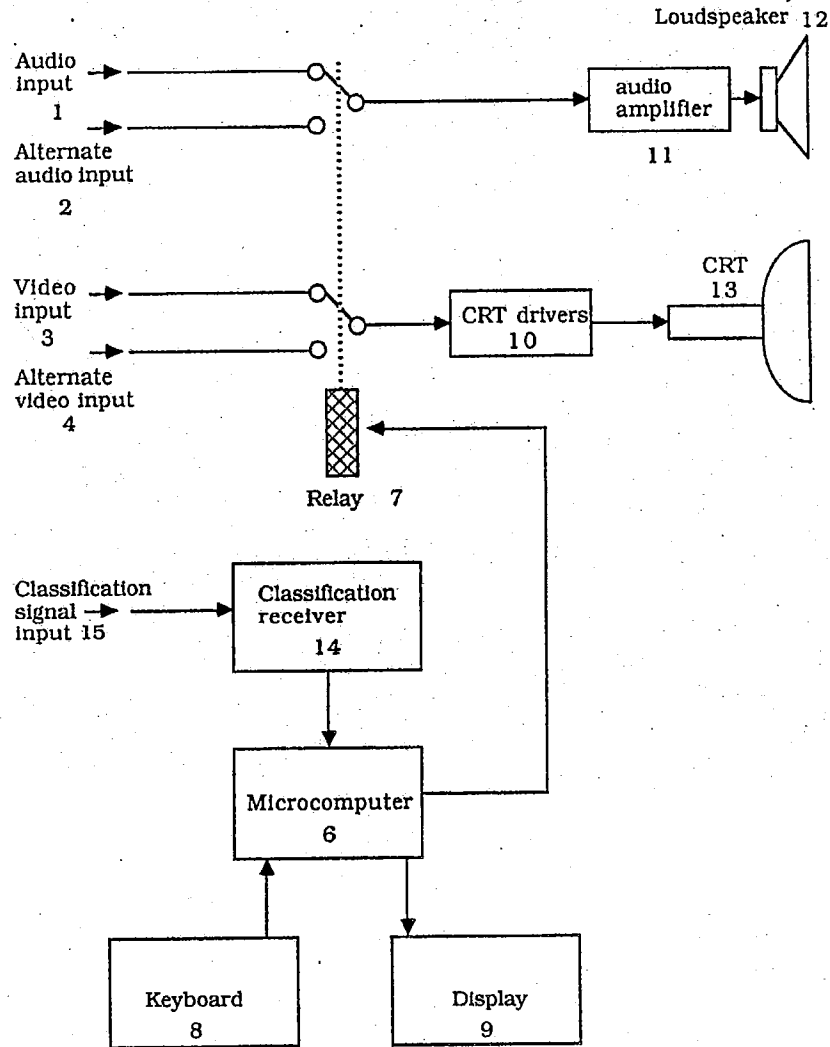 Loudspeaker 12
Audio
input
1
Alternate
audio input
2
audio
amplifier
11
Video
input
3
Alternate
video input
4
CRT drivers
10
CRT
13
Relay 7
Classification
signal
input 15
Classification
receiver
14
Microcomputer
6
Keyboard
8
Display
9